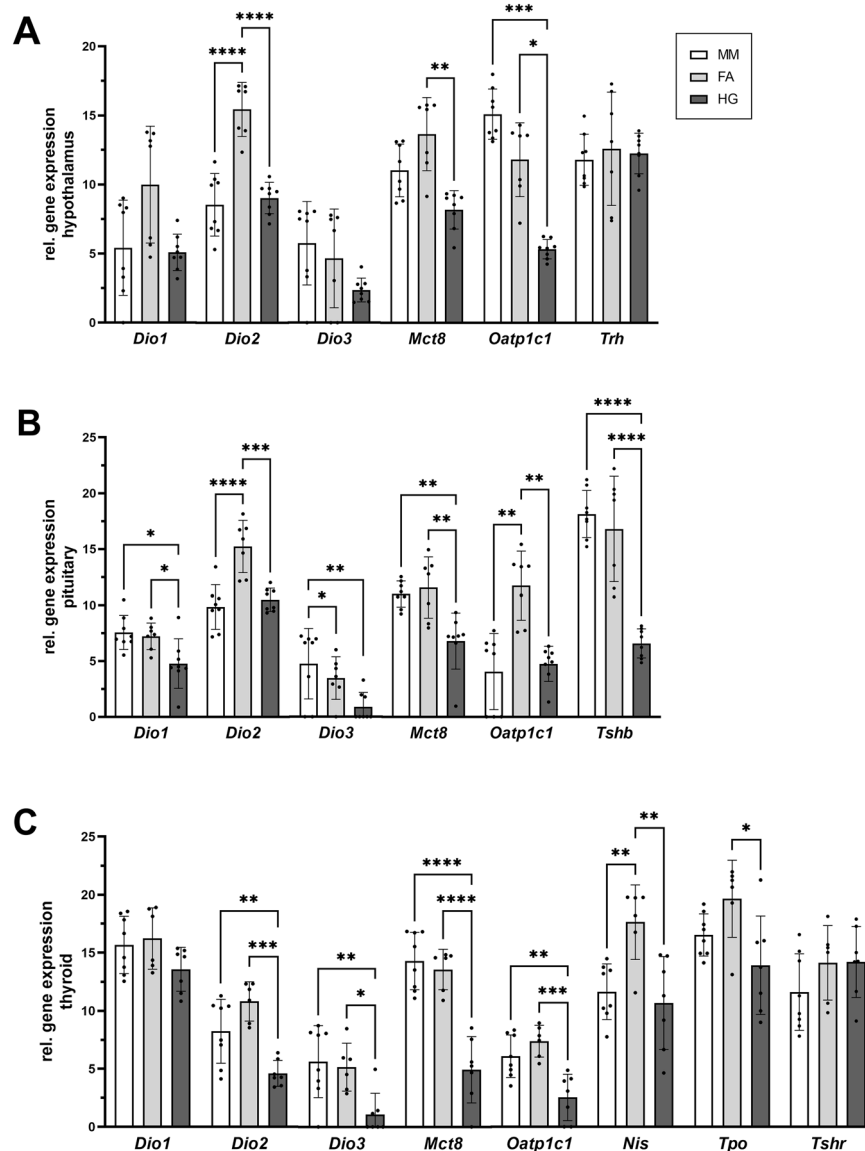 A
**** **** ** *** *
MM
FA
HG
rel. gene expression
hypothalamus
20
15
10
5
0
Dio1 Dio2 Dio3 Mct8 Oatp1c1 Trh
B
* * **** *** * ** ** ** ** ** **** ****
rel. gene expression
pituitary
25
20
15
10
5
0
Dio1 Dio2 Dio3 Mct8 Oatp1c1 Tshb
C
** *** ** * **** **** ** *** ** ** *
rel. gene expression
thyroid
25
20
15
10
5
0
Dio1 Dio2 Dio3 Mct8 Oatp1c1 Nis Tpo Tshr